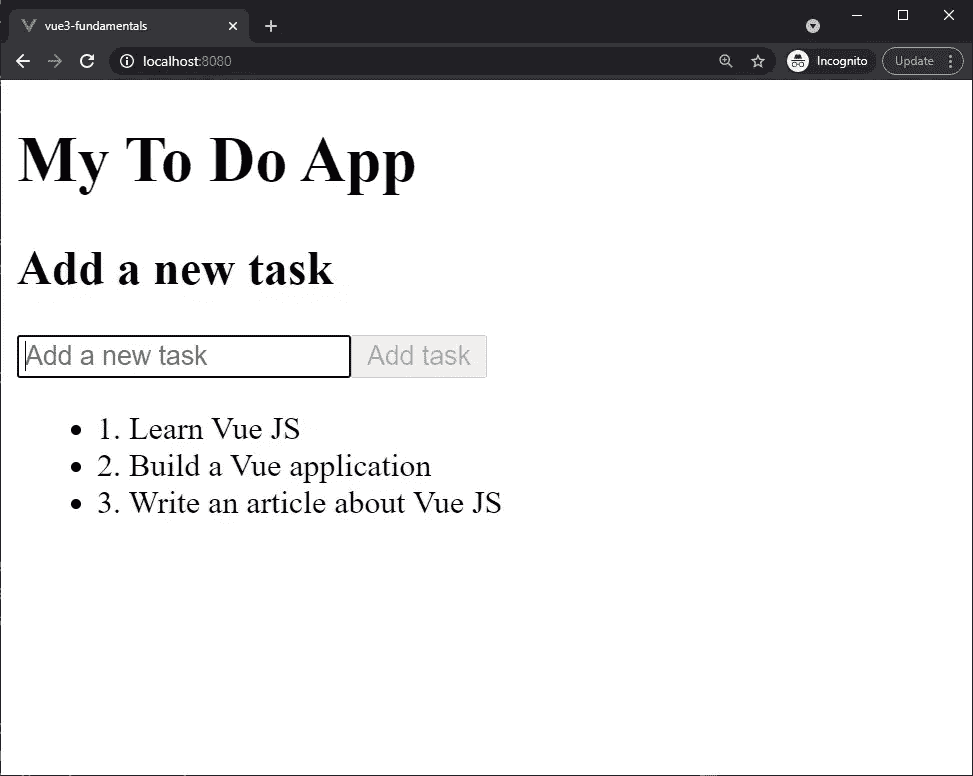 vue3-fundamentals
localhost:8080
Incognito
Update
My To Do App
Add a new task
Add a new task
Add task
1. Learn Vue JS
2. Build a Vue application
3. Write an article about Vue JS